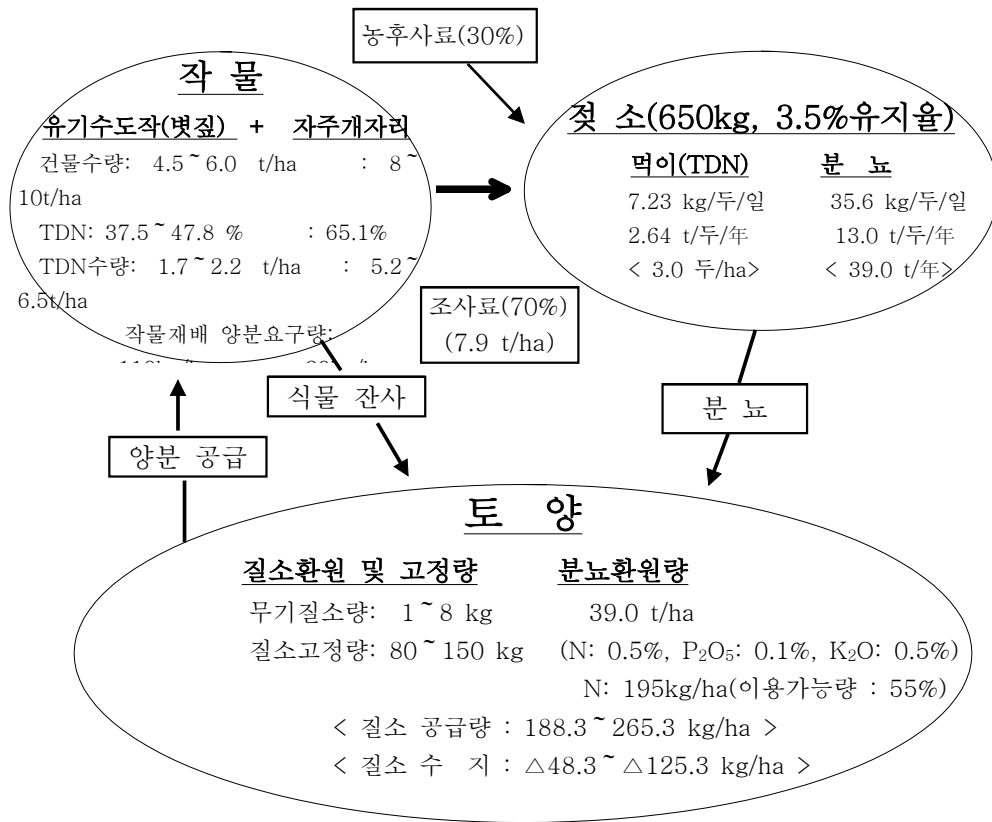 농후사료(30%)
작 물
유기수도작(볏짚) + 자주개자리
건물수량: 4.5~6.0 t/ha : 8~
10t/ha
TDN: 37.5~47.8 % : 65.1%
TDN수량: 1.7~2.2 t/ha : 5.2~
6.5t/ha
작물재배 양분요구량:
젖 소(650kg, 3.5%유지율)
먹이(TDN) 분 뇨
7.23 kg/두/일 35.6 kg/두/일
2.64 t/두/年 13.0 t/두/年
< 3.0 두/ha> < 39.0 t/年>
조사료(70%)
(7.9 t/ha)
식물 잔사
분 뇨
양분 공급
토 양
질소환원 및 고정량 분뇨환원량
무기질소량: 1~8 kg 39.0 t/ha
질소고정량: 80~150 kg (N: 0.5%, P₂O₅: 0.1%, K₂O: 0.5%)
N: 195kg/ha(이용가능량 : 55%)
< 질소 공급량 : 188.3~265.3 kg/ha >
< 질소 수 지 : △48.3~△125.3 kg/ha >